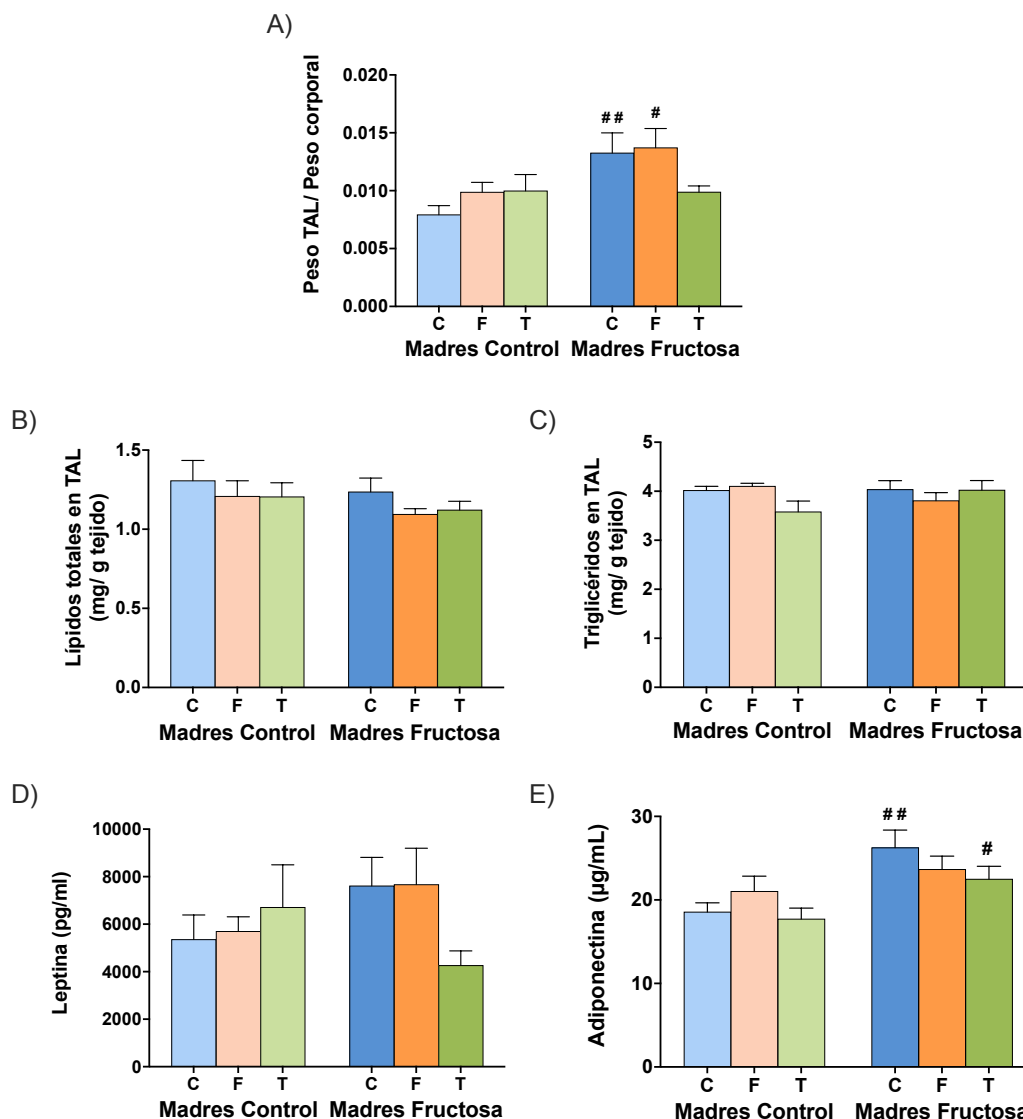 A)
Peso TAL/ Peso corporal
0.020
0.015
0.010
0.005
0.000
## #
C F T C F T
Madres Control Madres Fructosa
B)
Lípidos totales en TAL
(mg/ g tejido)
1.5
1.0
0.5
0.0
C F T C F T
Madres Control Madres Fructosa
C)
Triglicéridos en TAL
(mg/ g tejido)
5
4
3
2
1
0
C F T C F T
Madres Control Madres Fructosa
D)
Leptina (pg/ml)
10000
8000
6000
4000
2000
0
C F T C F T
Madres Control Madres Fructosa
E)
Adiponectina (µg/mL)
30
20
10
0
## #
C F T C F T
Madres Control Madres Fructosa